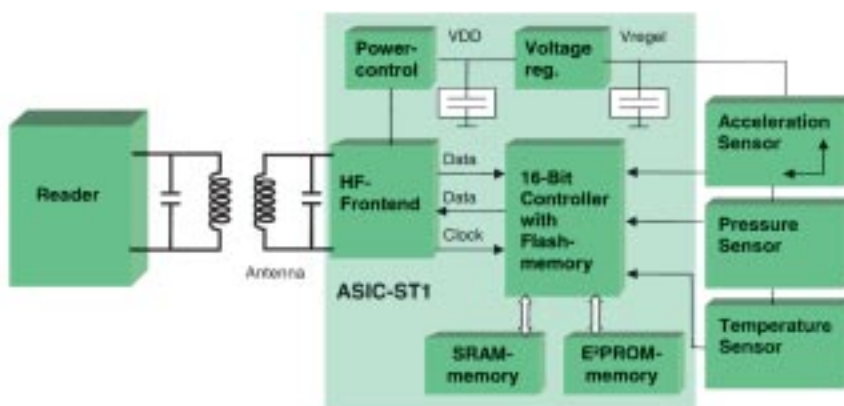 Power-
control
VDD
Voltage
reg.
Vregel
Reader
Antenna
HF-
Frontend
Data
Data
Clock
16-Bit
Controller
with
Flash-
memory
ASIC-ST1
SRAM-
memory
E²PROM-
memory
Acceleration
Sensor
Pressure
Sensor
Temperature
Sensor